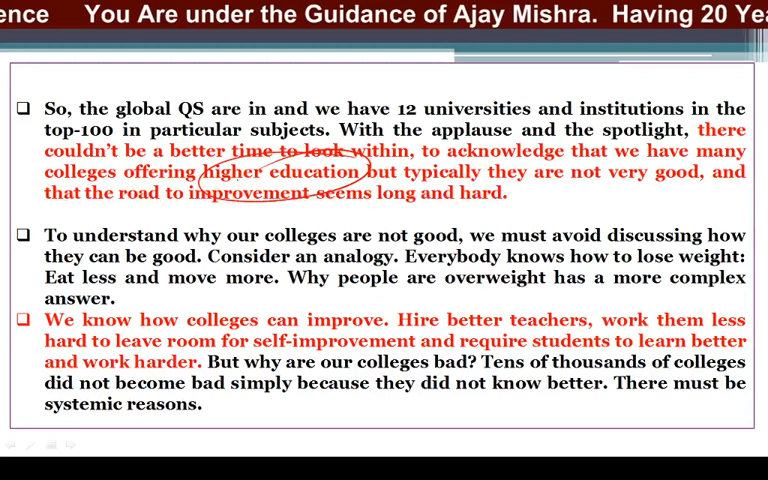 ence You Are under the Guidance of Ajay Mishra. Having 20 Yea
So, the global QS are in and we have 12 universities and institutions in the
top-100 in particular subjects. With the applause and the spotlight, there
couldn't be a better time to look within, to acknowledge that we have many
colleges offering higher education but typically they are not very good, and
that the road to improvement seems long and hard.
To understand why our colleges are not good, we must avoid discussing how
they can be good. Consider an analogy. Everybody knows how to lose weight:
Eat less and move more. Why people are overweight has a more complex
answer.
We know how colleges can improve. Hire better teachers, work them less
hard to leave room for self-improvement and require students to learn better
and work harder. But why are our colleges bad? Tens of thousands of colleges
did not become bad simply because they did not know better. There must be
systemic reasons.